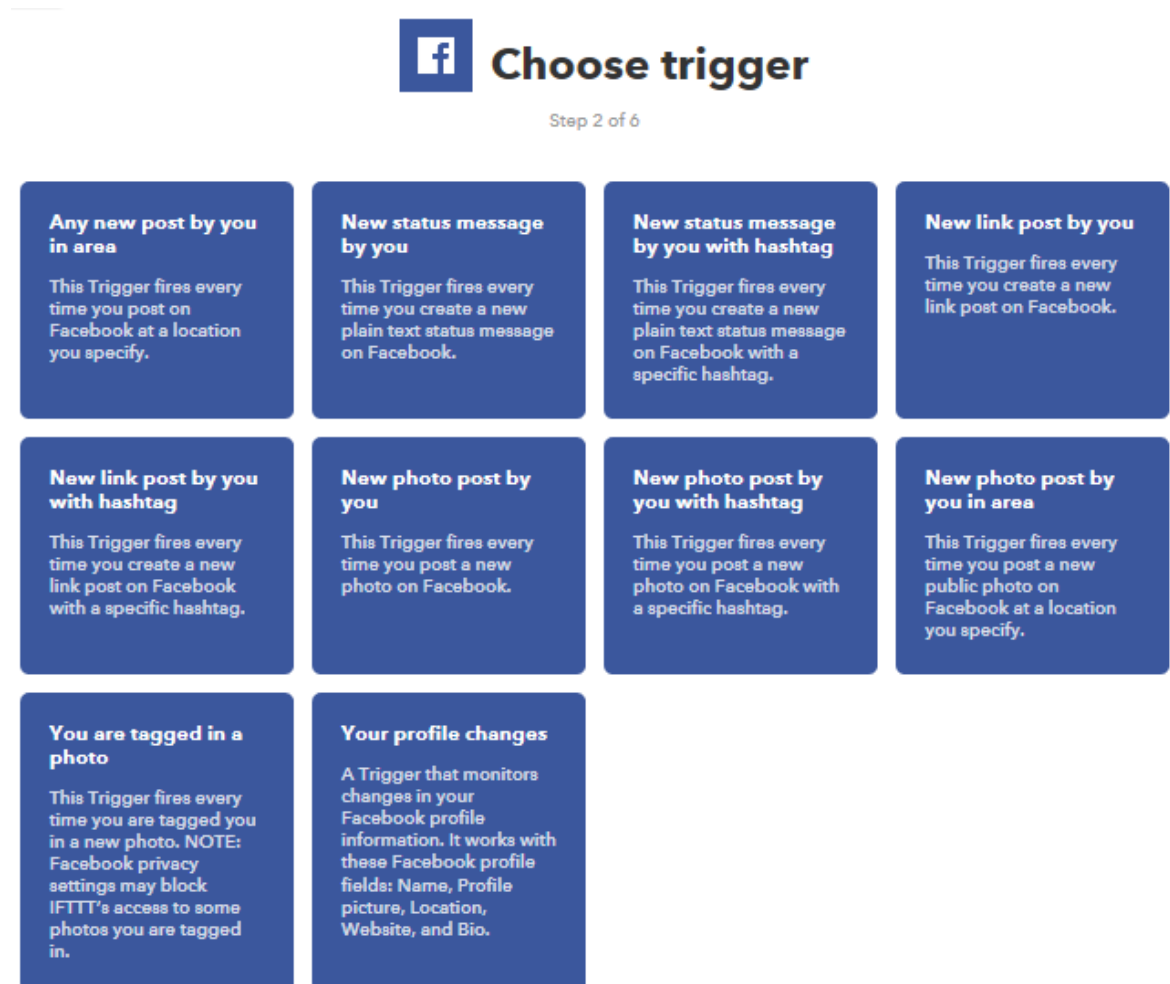 Choose trigger
Step 2 of 6
Any new post by you
in area
This Trigger fires every
time you post on
Facebook at a location
you specify.
New status message
by you
This Trigger fires every
time you create a new
plain text status message
on Facebook.
New status message
by you with hashtag
This Trigger fires every
time you create a new
plain text status message
on Facebook with a
specific hashtag.
New link post by you
This Trigger fires every
time you create a new
link post on Facebook.
New link post by you
with hashtag
This Trigger fires every
time you create a new
link post on Facebook
with a specific hashtag.
New photo post by
you
This Trigger fires every
time you post a new
photo on Facebook.
New photo post by
you with hashtag
This Trigger fires every
time you post a new
photo on Facebook with
a specific hashtag.
New photo post by
you in area
This Trigger fires every
time you post a new
public photo on
Facebook at a location
you specify.
You are tagged in a
photo
This Trigger fires every
time you are tagged you
in a new photo. NOTE:
Facebook privacy
settings may block
IFTTT's access to some
photos you are tagged
in.
Your profile changes
A Trigger that monitors
changes in your
Facebook profile
information. It works with
these Facebook profile
fields: Name, Profile
picture, Location,
Website, and Bio.